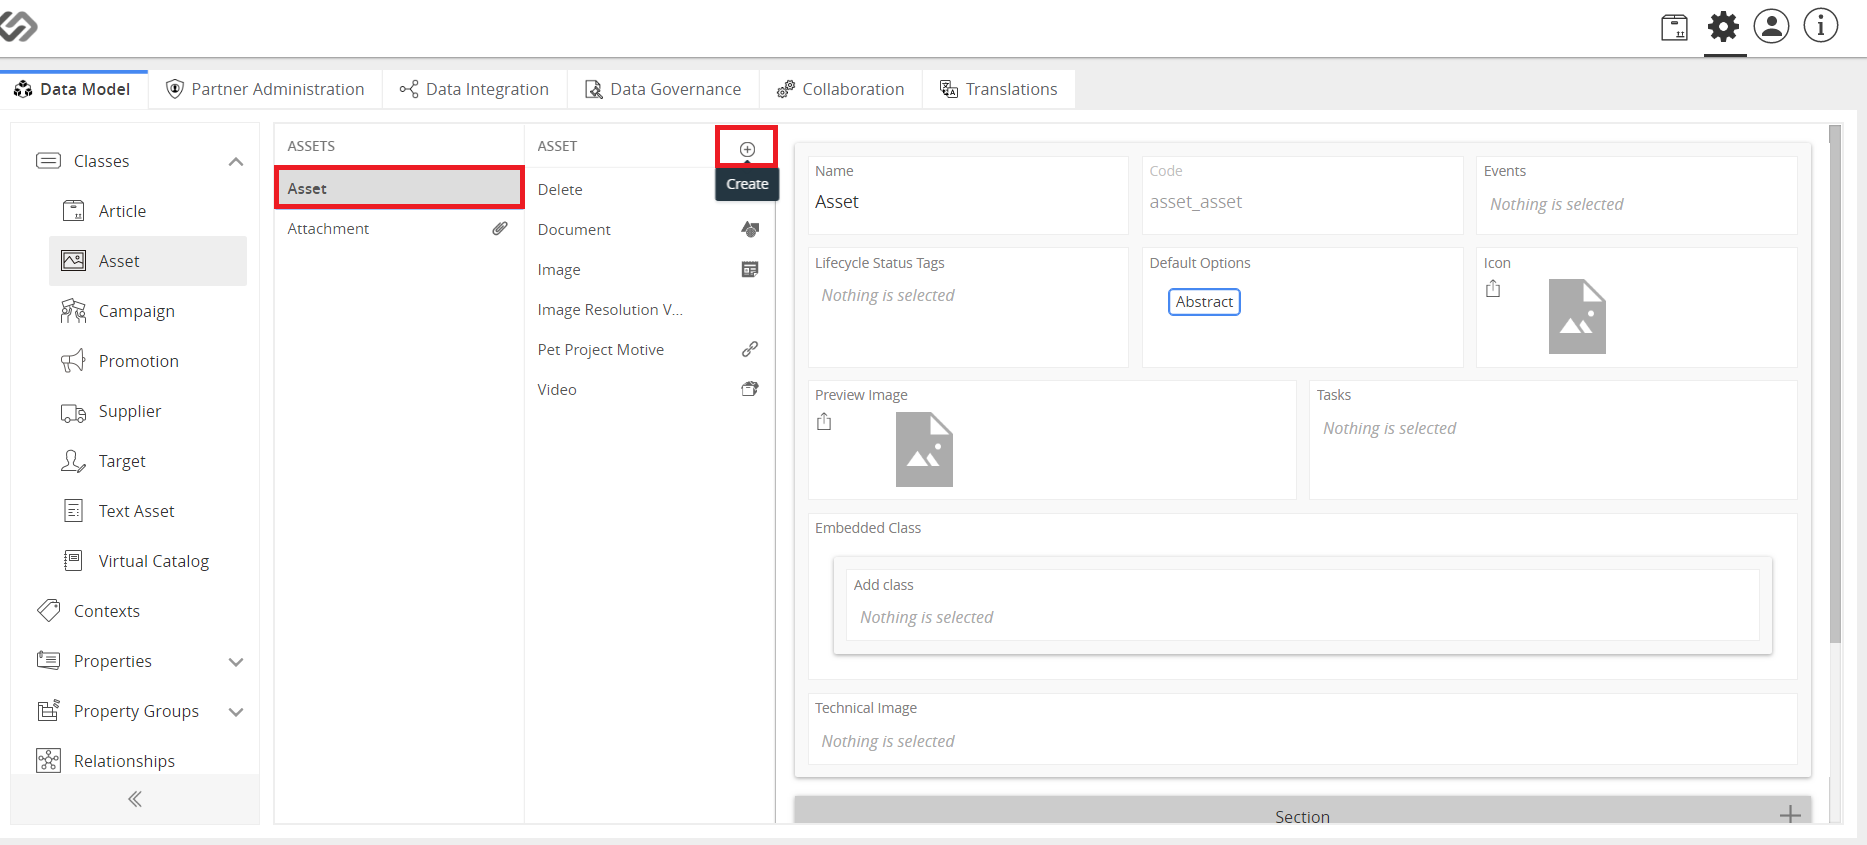 Data Model
Partner Administration
Data Integration
Data Governance
Collaboration
Translations
Classes
Article
Asset
Campaign
Promotion
Supplier
Target
Text Asset
Virtual Catalog
Contexts
Properties
Property Groups
Relationships
ASSETS
Asset
Attachment
ASSET
Create
Delete
Document
Image
Image Resolution V...
Pet Project Motive
Video
Name
Asset
Code
asset_asset
Events
Nothing is selected
Lifecycle Status Tags
Nothing is selected
Default Options
Abstract
Icon
Preview Image
Tasks
Nothing is selected
Embedded Class
Add class
Nothing is selected
Technical Image
Nothing is selected
Section